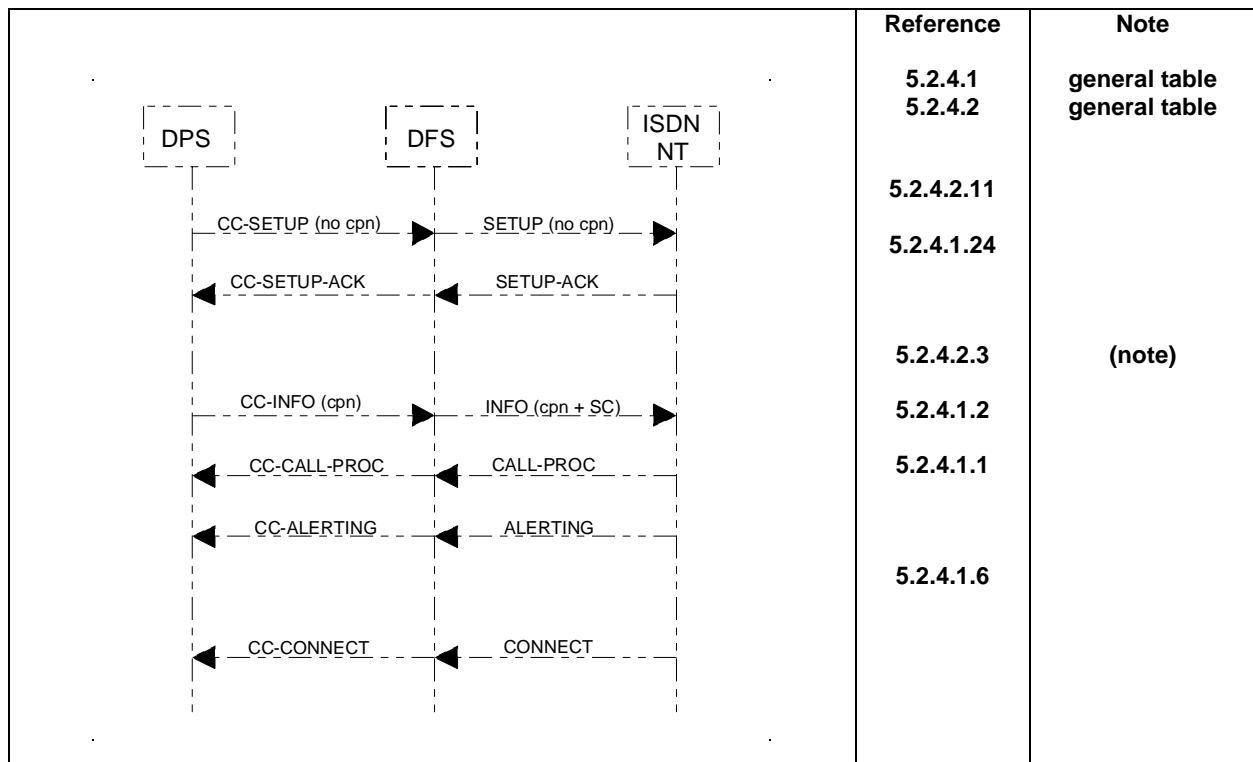 Reference Note
5.2.4.1 general table
5.2.4.2 general table
DPS DFS ISDN
NT
5.2.4.2.11
CC-SETUP (no cpn) SETUP (no cpn)
5.2.4.1.24
CC-SETUP-ACK SETUP-ACK
5.2.4.2.3 (note)
CC-INFO (cpn) INFO (cpn + SC)
5.2.4.1.2
CC-CALL-PROC CALL-PROC
5.2.4.1.1
CC-ALERTING ALERTING
5.2.4.1.6
CC-CONNECT CONNECT